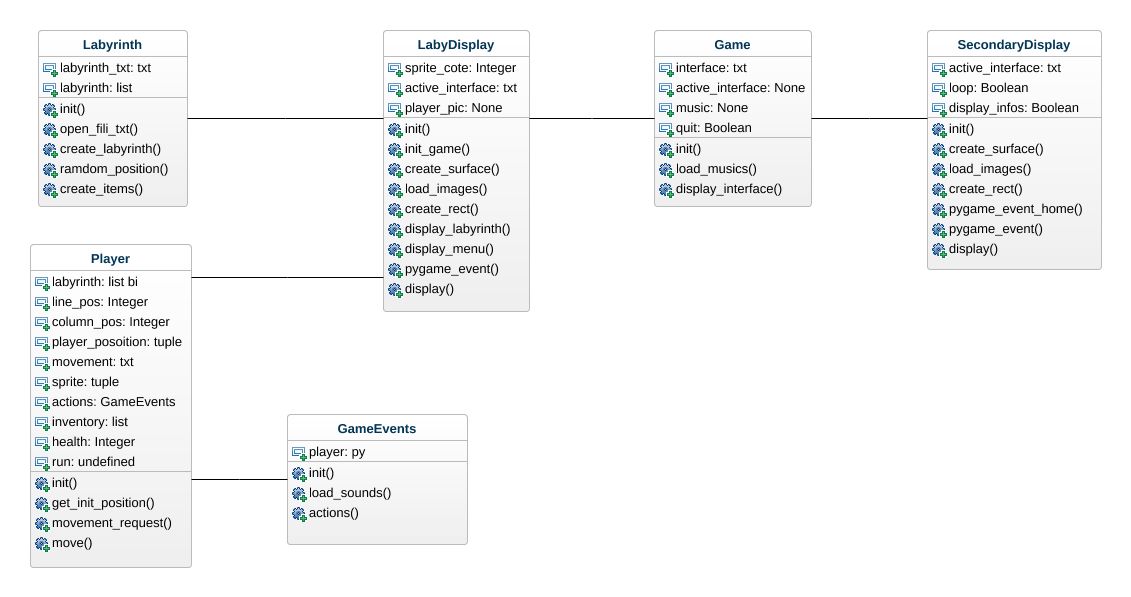 Labyrinth
labyrinth_txt: txt
labyrinth: list
init()
open_fili_txt()
create_labyrinth()
ramdom_position()
create_items()
LabyDisplay
sprite_cote: Integer
active_interface: txt
player_pic: None
init()
init_game()
create_surface()
load_images()
create_rect()
display_labyrinth()
display_menu()
pygame_event()
display()
Game
interface: txt
active_interface: None
music: None
quit: Boolean
init()
load_musics()
display_interface()
SecondaryDisplay
active_interface: txt
loop: Boolean
display_infos: Boolean
init()
create_surface()
load_images()
create_rect()
pygame_event_home()
pygame_event()
display()
Player
labyrinth: list bi
line_pos: Integer
column_pos: Integer
player_posoition: tuple
movement: txt
sprite: tuple
actions: GameEvents
inventory: list
health: Integer
run: undefined
init()
get_init_position()
movement_request()
move()
GameEvents
player: py
init()
load_sounds()
actions()